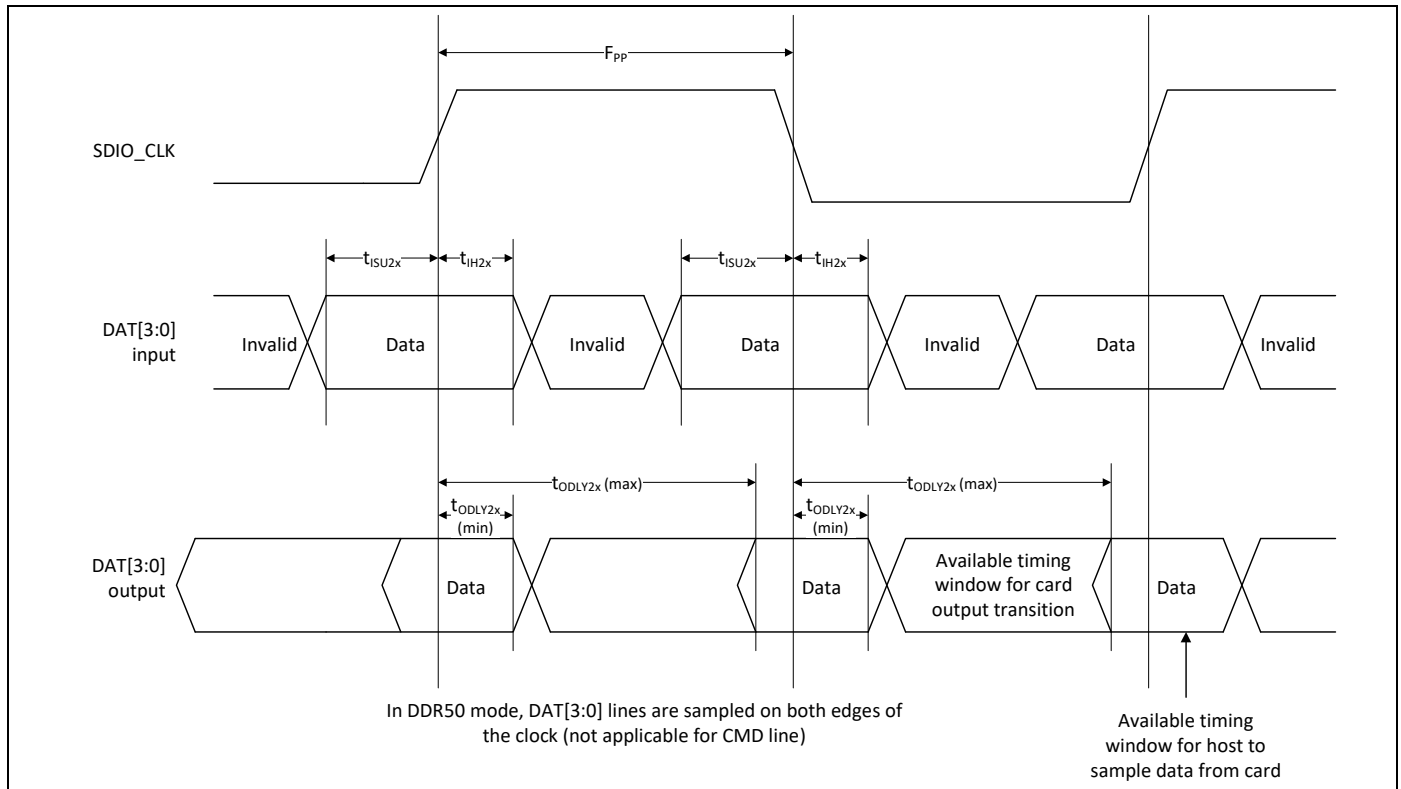 F_PP
SDIO_CLK
t_ISU2x t_IH2x t_ISU2x t_IH2x
DAT[3:0]
input
Invalid Data Invalid Data Invalid Data Invalid
t_ODLY2x (max) t_ODLY2x (max)
t_ODLY2x
(min)
t_ODLY2x
(min)
DAT[3:0]
output
Data Data
Available timing
window for card
output transition
Data
In DDR50 mode, DAT[3:0] lines are sampled on both edges of
the clock (not applicable for CMD line)
Available timing
window for host to
sample data from card